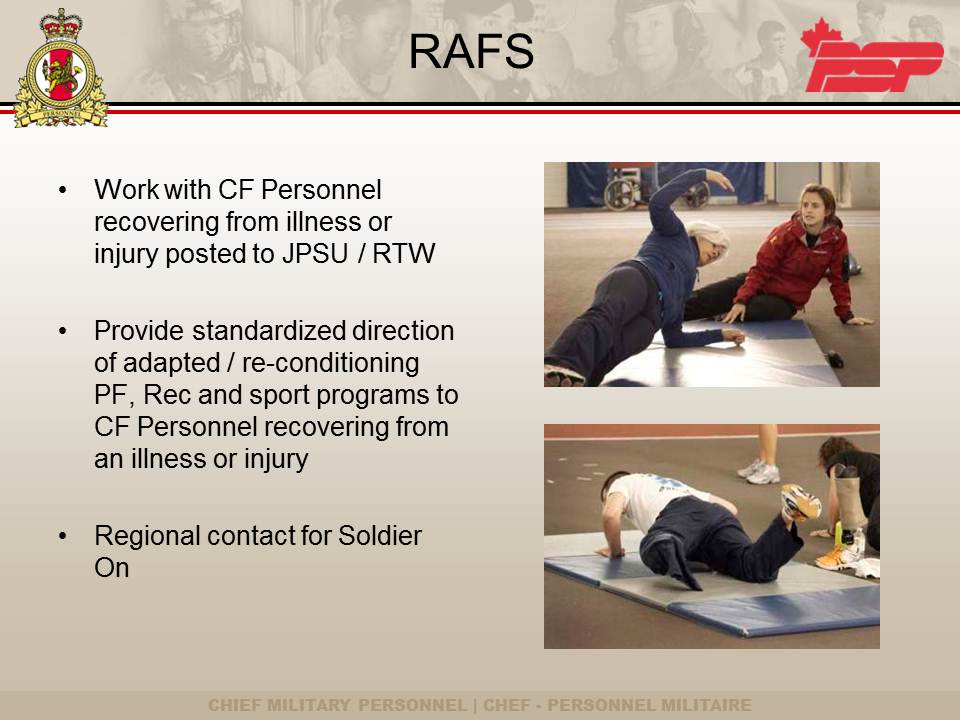 RAFS
PSP
PERSONNEL
• Work with CF Personnel
recovering from illness or
injury posted to JPSU / RTW
• Provide standardized direction
of adapted / re-conditioning
PF, Rec and sport programs to
CF Personnel recovering from
an illness or injury
• Regional contact for Soldier
On
CHIEF MILITARY PERSONNEL | CHEF - PERSONNEL MILITAIRE